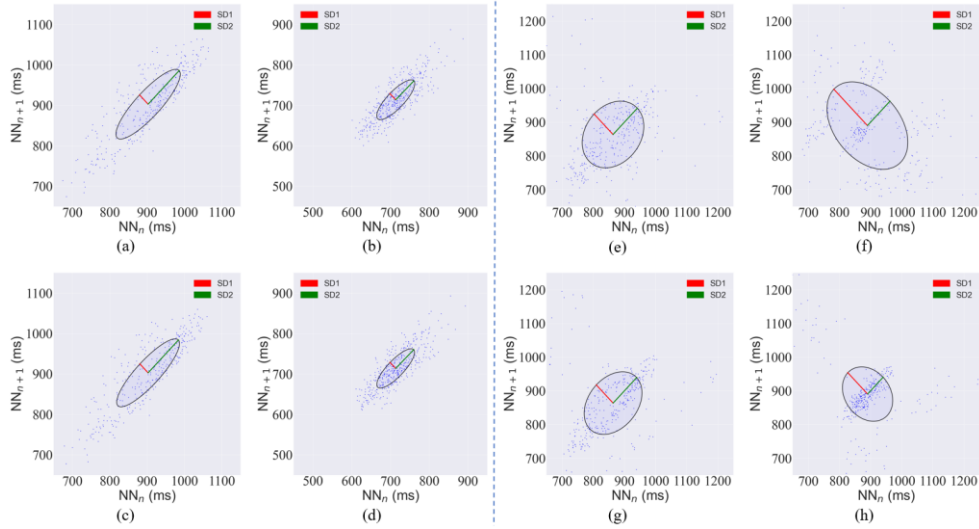 1100
1000
900
800
700
NNn+1 (ms)
SD1
SD2
700 800 900 1000 1100
NNn (ms)
(a)
900
800
700
600
500
NNn+1 (ms)
SD1
SD2
500 600 700 800 900
NNn (ms)
(b)
1200
1100
1000
900
800
700
NNn+1 (ms)
SD1
SD2
700 800 900 1000 1100 1200
NNn (ms)
(e)
1200
1100
1000
900
800
700
NNn+1 (ms)
SD1
SD2
700 800 900 1000 1100 1200
NNn (ms)
(f)
1100
1000
900
800
700
NNn+1 (ms)
SD1
SD2
700 800 900 1000 1100
NNn (ms)
(c)
900
800
700
600
500
NNn+1 (ms)
SD1
SD2
500 600 700 800 900
NNn (ms)
(d)
1200
1100
1000
900
800
700
NNn+1 (ms)
SD1
SD2
700 800 900 1000 1100 1200
NNn (ms)
(g)
1200
1100
1000
900
800
700
NNn+1 (ms)
SD1
SD2
700 800 900 1000 1100 1200
NNn (ms)
(h)